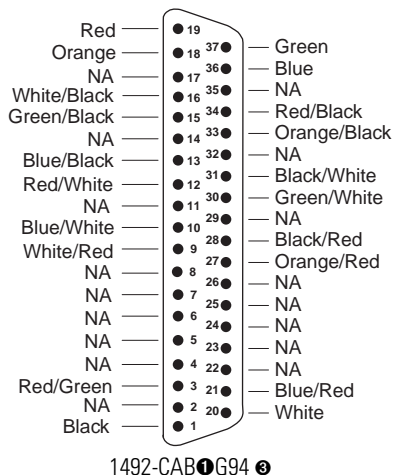 Red 19
Orange 18
NA 17
White/Black 16
Green/Black 15
NA 14
Blue/Black 13
Red/White 12
NA 11
Blue/White 10
White/Red 9
NA 8
NA 7
NA 6
NA 5
NA 4
Red/Green 3
NA 2
Black 1
37 Green
36 Blue
35 NA
34 Red/Black
33 Orange/Black
32 NA
31 Black/White
30 Green/White
29 NA
28 Black/Red
27 Orange/Red
26 NA
25 NA
24 NA
23 NA
22 NA
21 Blue/Red
20 White
1492-CAB❶G94 ❸